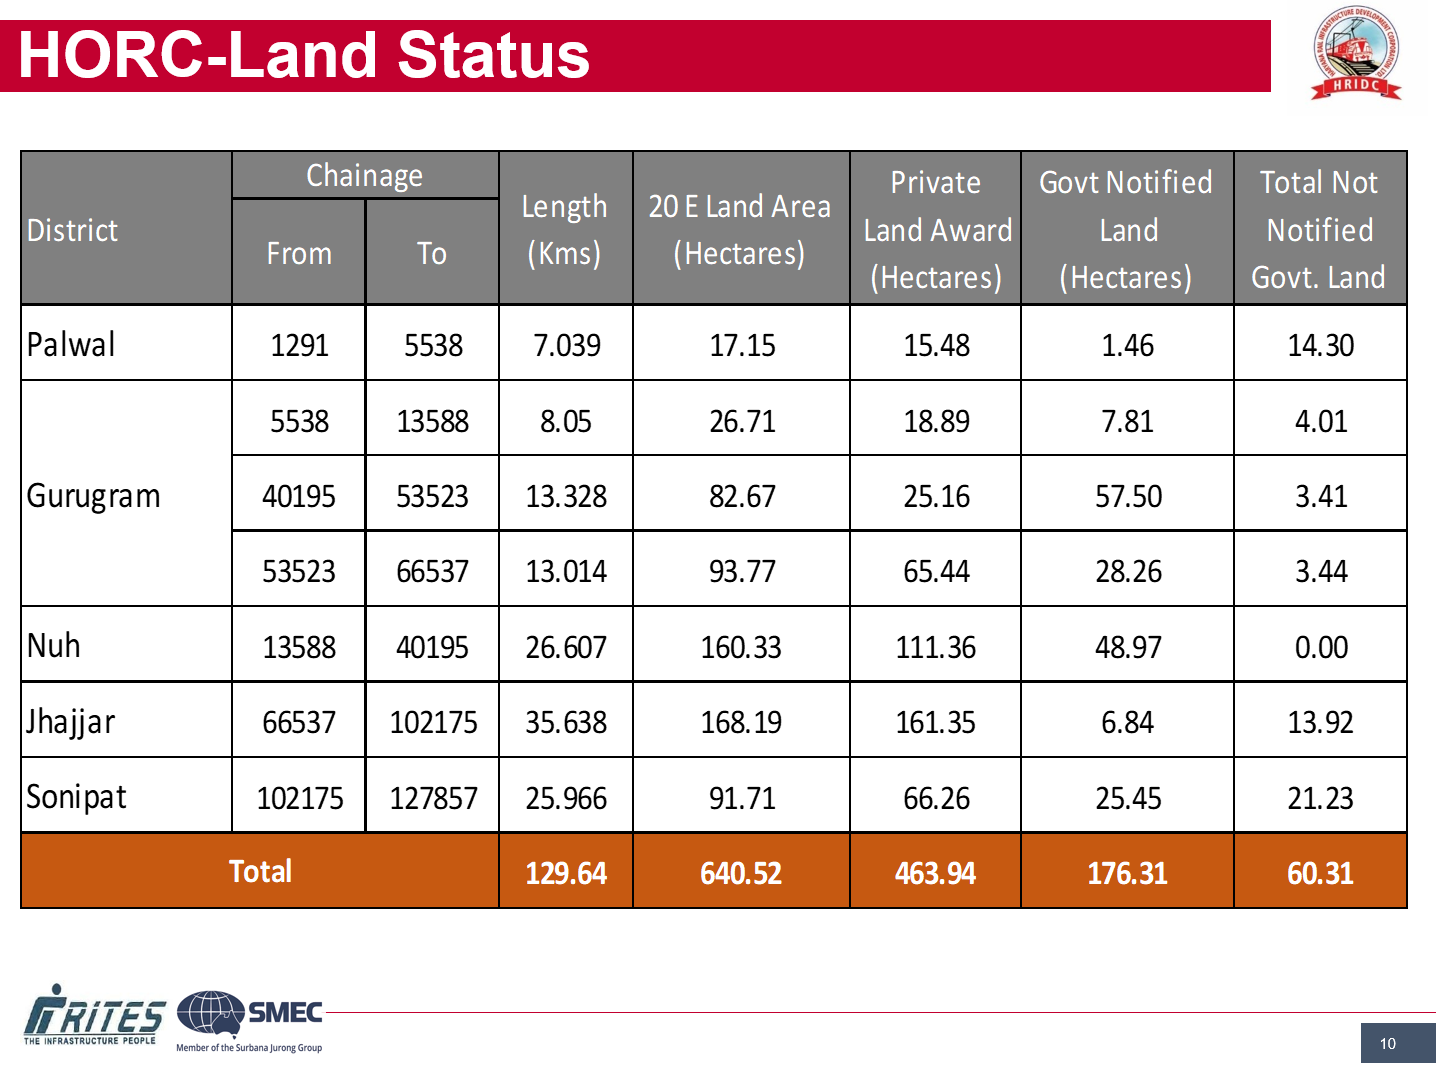 HORC-Land Status
HARYANA RAIL INFRASTRUCTURE DEVELOPMENT CORPORATION LTD
HRIDC
District
Chainage
From
To
Length
(Kms)
20 E Land Area
(Hectares)
Private
Land Award
(Hectares)
Govt Notified
Land
(Hectares)
Total Not
Notified
Govt. Land
Palwal 1291 5538 7.039 17.15 15.48 1.46 14.30
5538 13588 8.05 26.71 18.89 7.81 4.01
Gurugram 40195 53523 13.328 82.67 25.16 57.50 3.41
53523 66537 13.014 93.77 65.44 28.26 3.44
Nuh 13588 40195 26.607 160.33 111.36 48.97 0.00
Jhajjar 66537 102175 35.638 168.19 161.35 6.84 13.92
Sonipat 102175 127857 25.966 91.71 66.26 25.45 21.23
Total 129.64 640.52 463.94 176.31 60.31
RITES
THE INFRASTRUCTURE PEOPLE
SMEC
Member of the Surbana Jurong Group
10